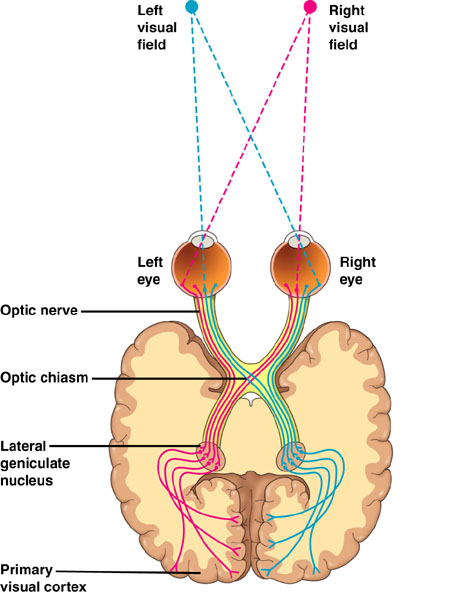 Left
visual
field
Right
visual
field
Left
eye
Right
eye
Optic nerve
Optic chiasm
Lateral
geniculate
nucleus
Primary
visual cortex